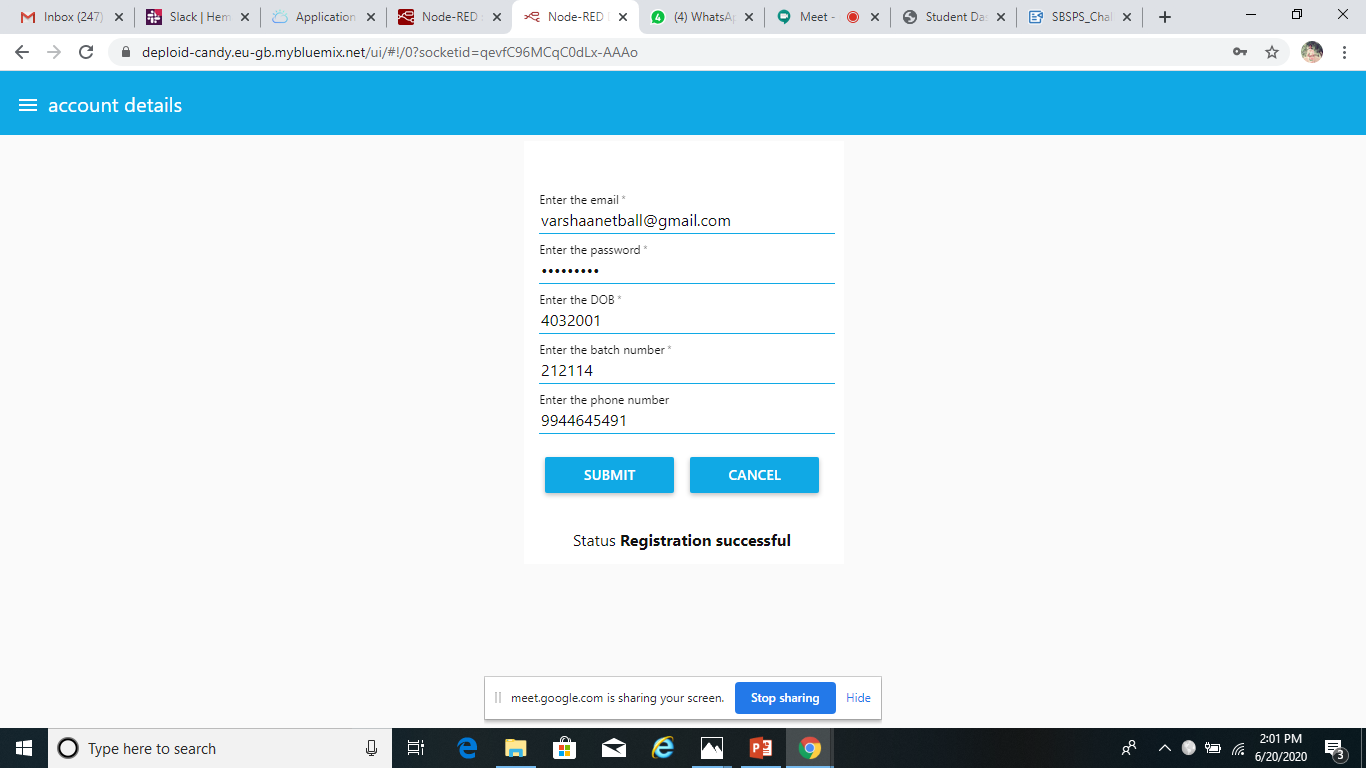 Inbox (247)
Slack | Hem
Application
Node-RED
Node-RED
(4) WhatsAp
Meet -
Student Das
SBSPS_Chal
deploid-candy.eu-gb.mybluemix.net/ui/#!/0?socketid=qevfC96MCqC0dLx-AAAo
account details
Enter the email *
varshaanetball@gmail.com
Enter the password *
•••••••••
Enter the DOB *
4032001
Enter the batch number *
212114
Enter the phone number
9944645491
SUBMIT CANCEL
Status Registration successful
meet.google.com is sharing your screen. Stop sharing Hide
Type here to search
2:01 PM
6/20/2020
3